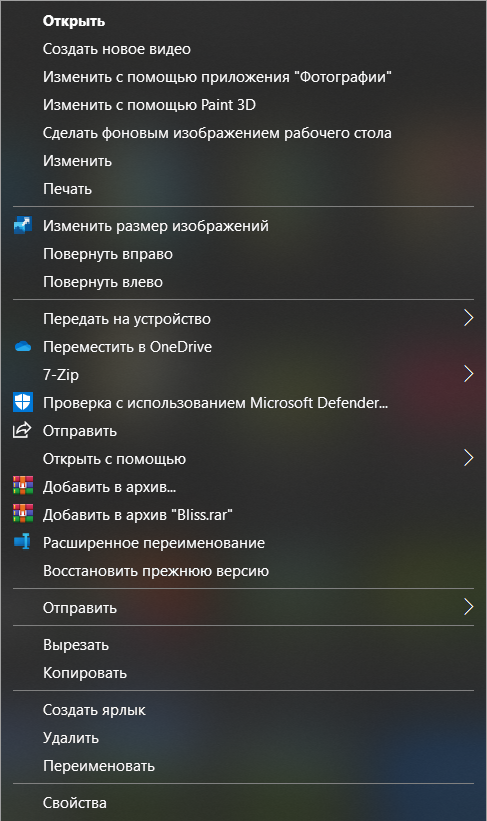 Открыть
Создать новое видео
Изменить с помощью приложения "Фотографии"
Изменить с помощью Paint 3D
Сделать фоновым изображением рабочего стола
Изменить
Печать
Изменить размер изображений
Повернуть вправо
Повернуть влево
Передать на устройство
Переместить в OneDrive
7-Zip
Проверка с использованием Microsoft Defender...
Отправить
Открыть с помощью
Добавить в архив...
Добавить в архив "Bliss.rar"
Расширенное переименование
Восстановить прежнюю версию
Отправить
Вырезать
Копировать
Создать ярлык
Удалить
Переименовать
Свойства